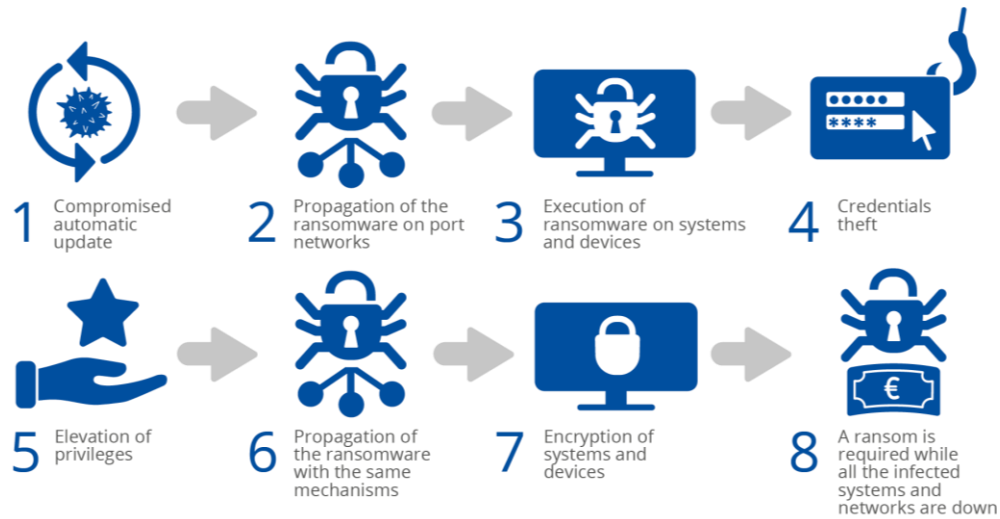 ****
1
Compromised
automatic
update
2
Propagation of the
ransomware on port
networks
3
Execution of
ransomware on systems
and devices
4
Credentials
theft
5
Elevation of
privileges
6
Propagation of
the ransomware
with the same
mechanisms
7
Encryption of
systems and
devices
€
8
A ransom is
required while
all the infected
systems and
networks are down